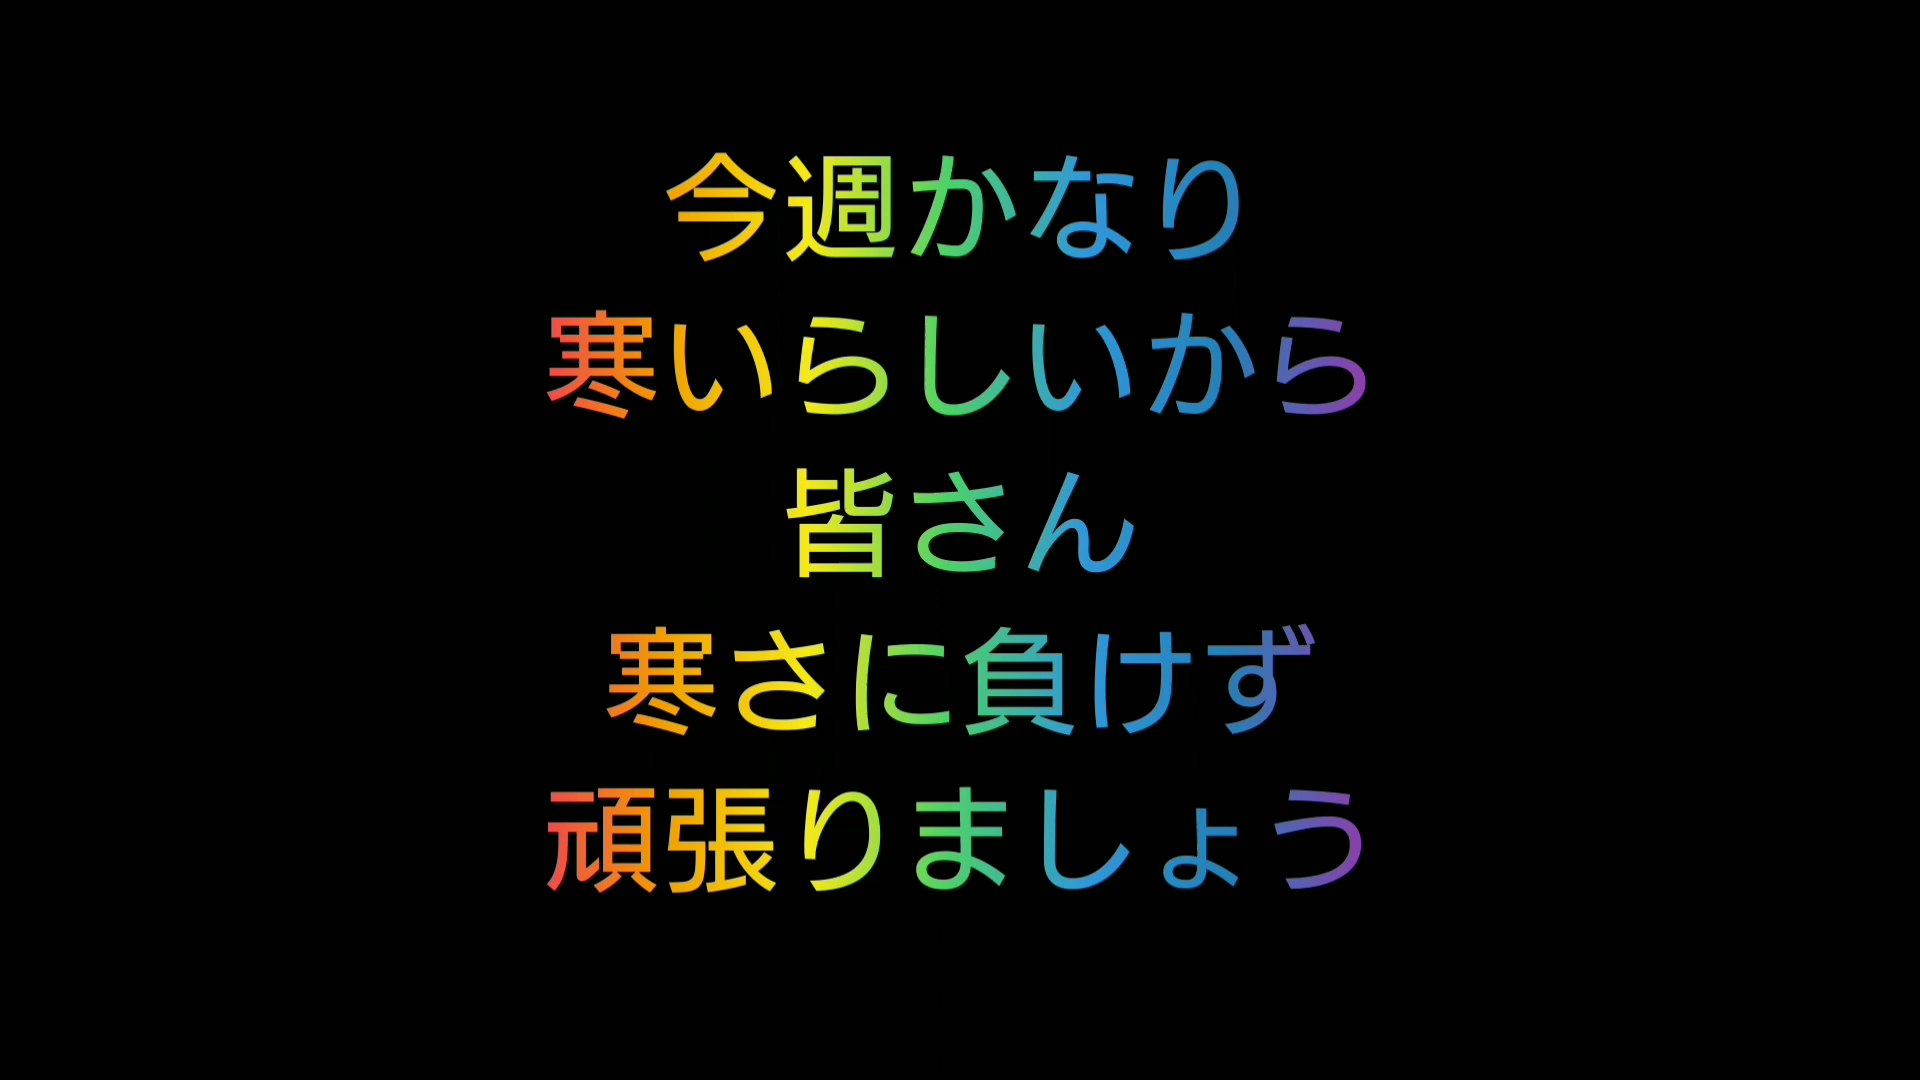 今週かなり
寒いらしいから
皆さん
寒さに負けず
頑張りましょう